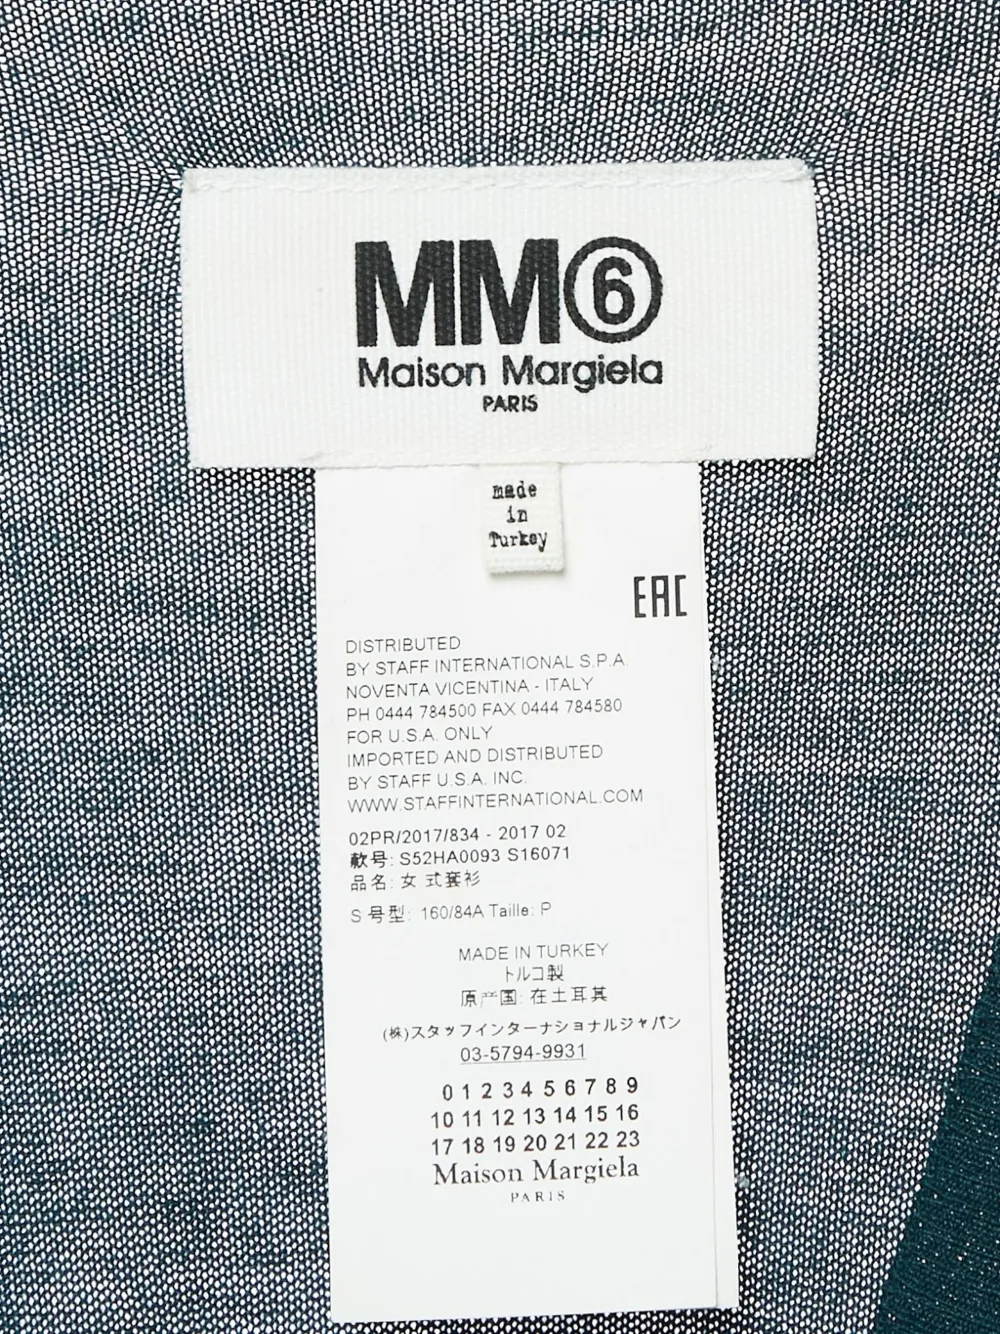 MM⑥
Maison Margiela
PARIS
made
in
Turkey
EAC
DISTRIBUTED
BY STAFF INTERNATIONAL S.P.A.
NOVENTA VICENTINA - ITALY
PH 0444 784500 FAX 0444 784580
FOR U.S.A. ONLY
IMPORTED AND DISTRIBUTED
BY STAFF U.S.A. INC.
WWW.STAFFINTERNATIONAL.COM
02PR/2017/834 - 2017 02
款号: S52HA0093 S16071
品名: 女 式套衫
S 号型: 160/84A Taille: P
MADE IN TURKEY
トルコ製
原产国: 在土耳其
(株)スタッフインターナショナルジャパン
03-5794-9931
0 1 2 3 4 5 6 7 8 9
10 11 12 13 14 15 16
17 18 19 20 21 22 23
Maison Margiela
PARIS